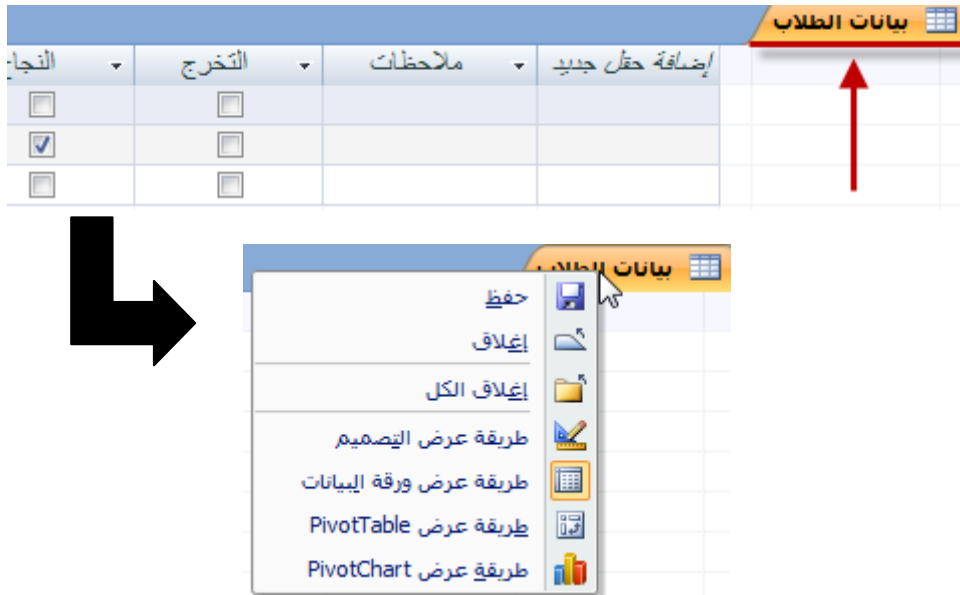 بيانات الطلاب
إضافة حقل جديد ملاحظات التخرج
بيانات الطلاب
حفظ
إغلاق
إغلاق الكل
طريقة عرض التصميم
طريقة عرض ورقة البيانات
طريقة عرض PivotTable
طريقة عرض PivotChart